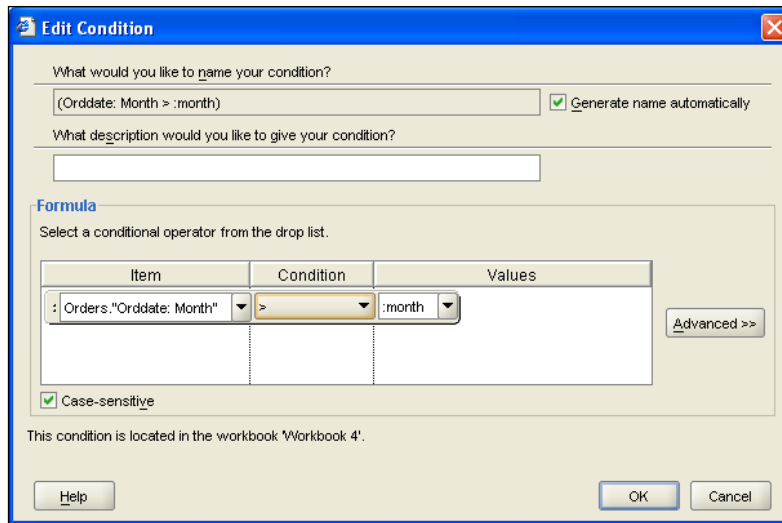 Edit Condition
What would you like to name your condition?
(Orddate: Month > :month)
Generate name automatically
What description would you like to give your condition?
Formula
Select a conditional operator from the drop list.
Item Condition Values
: Orders."Orddate: Month" > :month
Advanced >>
Case-sensitive
This condition is located in the workbook 'Workbook 4'.
Help OK Cancel